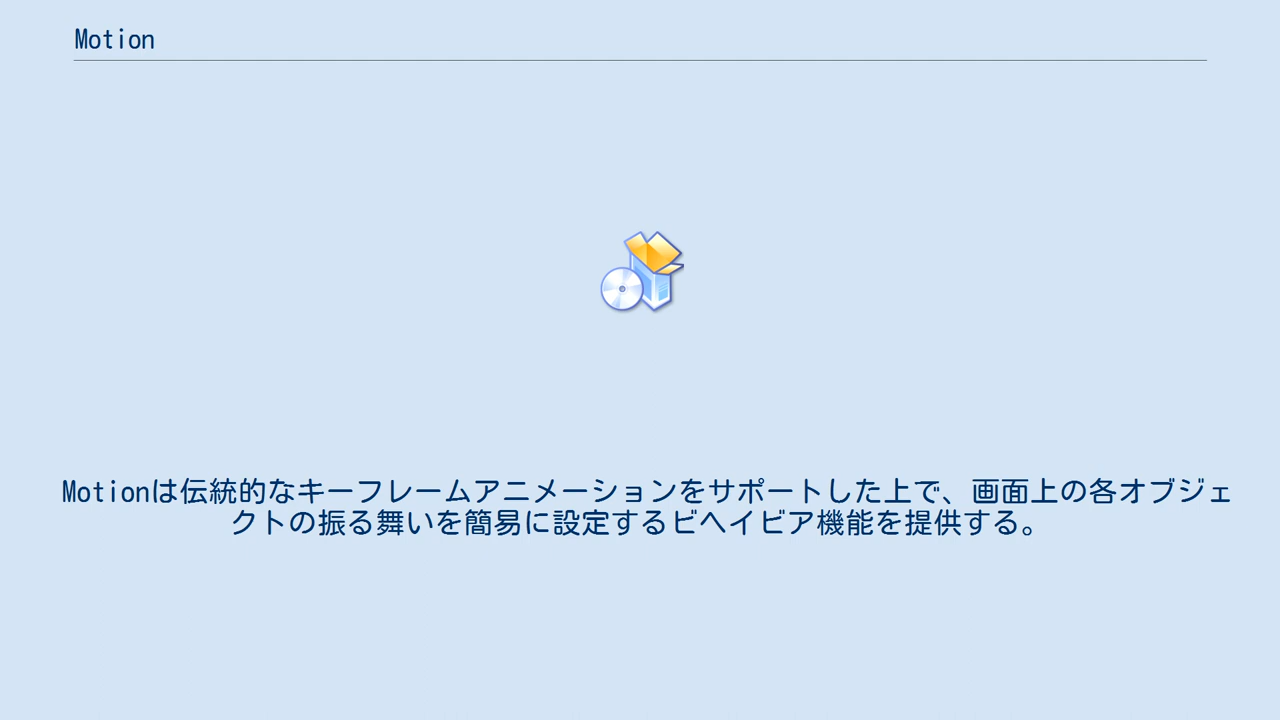 Motion
Motionは伝統的なキーフレームアニメーションをサポートした上で、画面上の各オブジェ
クトの振る舞いを簡易に設定するビヘイビア機能を提供する。